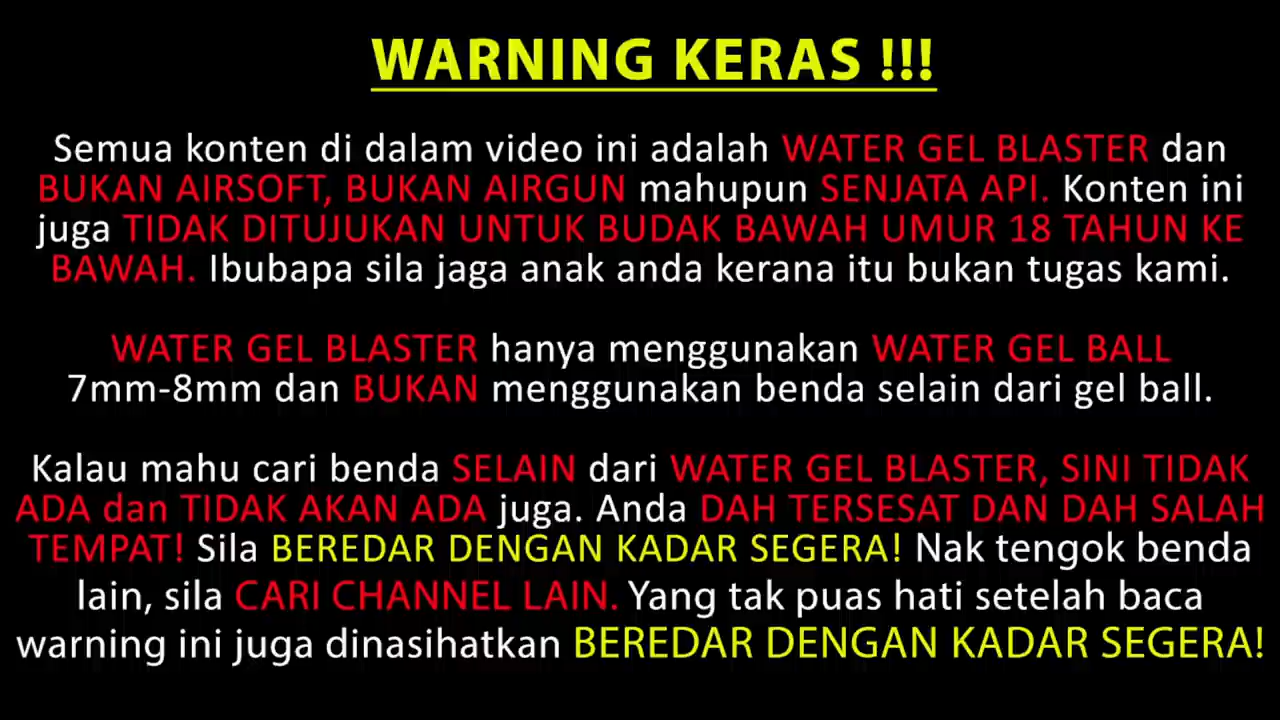 WARNING KERAS !!!
Semua konten di dalam video ini adalah WATER GEL BLASTER dan
BUKAN AIRSOFT, BUKAN AIRGUN mahupun SENJATA API. Konten ini
juga TIDAK DITUJUKAN UNTUK BUDAK BAWAH UMUR 18 TAHUN KE
BAWAH. Ibubapa sila jaga anak anda kerana itu bukan tugas kami.
WATER GEL BLASTER hanya menggunakan WATER GEL BALL
7mm-8mm dan BUKAN menggunakan benda selain dari gel ball.
Kalau mahu cari benda SELAIN dari WATER GEL BLASTER, SINI TIDAK
ADA dan TIDAK AKAN ADA juga. Anda DAH TERSESAT DAN DAH SALAH
TEMPAT! Sila BEREDAR DENGAN KADAR SEGERA! Nak tengok benda
lain, sila CARI CHANNEL LAIN. Yang tak puas hati setelah baca
warning ini juga dinasihatkan BEREDAR DENGAN KADAR SEGERA!